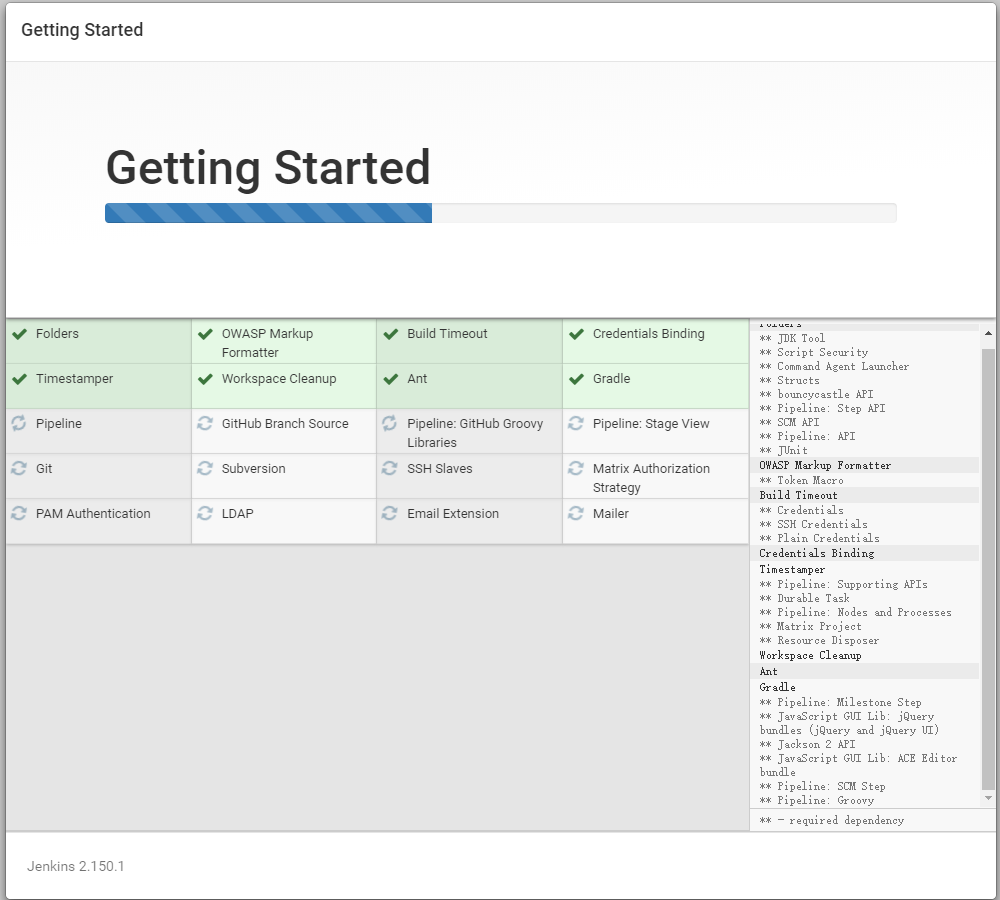 Getting Started
Getting Started
Folders
OWASP Markup
Formatter
Build Timeout
Credentials Binding
Timestamper
Workspace Cleanup
Ant
Gradle
Pipeline
GitHub Branch Source
Pipeline: GitHub Groovy
Libraries
Pipeline: Stage View
Git
Subversion
SSH Slaves
Matrix Authorization
Strategy
PAM Authentication
LDAP
Email Extension
Mailer
Folders
** JDK Tool
** Script Security
** Command Agent Launcher
** Structs
** bouncycastle API
** Pipeline: Step API
** SCM API
** Pipeline: API
** JUnit
OWASP Markup Formatter
** Token Macro
Build Timeout
** Credentials
** SSH Credentials
** Plain Credentials
Credentials Binding
Timestamper
** Pipeline: Supporting APIs
** Durable Task
** Pipeline: Nodes and Processes
** Matrix Project
** Resource Disposer
Workspace Cleanup
Ant
Gradle
** Pipeline: Milestone Step
** JavaScript GUI Lib: jQuery
bundles (jQuery and jQuery UI)
** Jackson 2 API
** JavaScript GUI Lib: ACE Editor
bundle
** Pipeline: SCM Step
** Pipeline: Groovy
** - required dependency
Jenkins 2.150.1